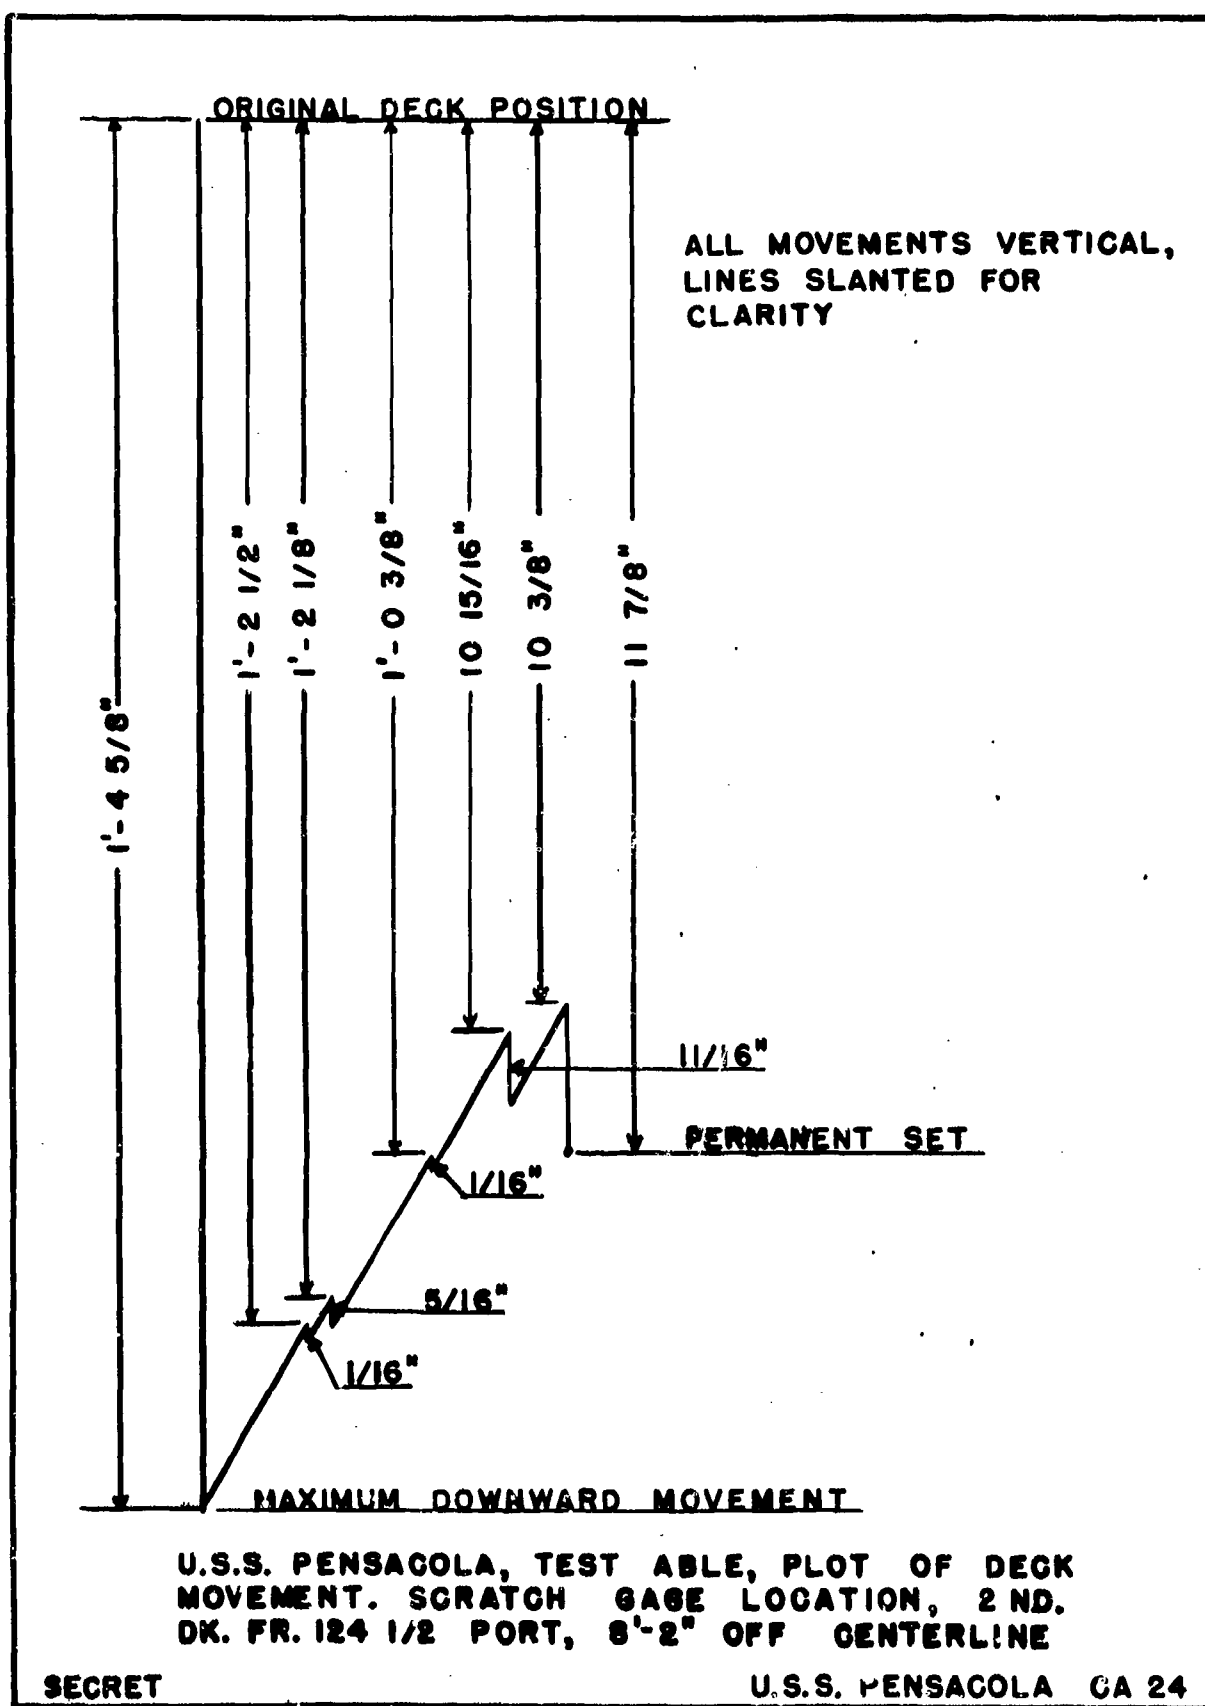 ORIGINAL DECK POSITION
ALL MOVEMENTS VERTICAL,
LINES SLANTED FOR
CLARITY
1'-4 5/8"
1'-2 1/2"
1'-2 1/8"
1'-0 3/8"
10 15/16"
10 3/8"
11 7/8"
11/16"
PERMANENT SET
1/16"
5/16"
1/16"
MAXIMUM DOWNWARD MOVEMENT
U.S.S. PENSACOLA, TEST ABLE, PLOT OF DECK
MOVEMENT. SCRATCH GAGE LOCATION, 2 ND.
DK. FR. 124 1/2 PORT, 8'-2" OFF CENTERLINE
SECRET
U.S.S. PENSACOLA CA 24